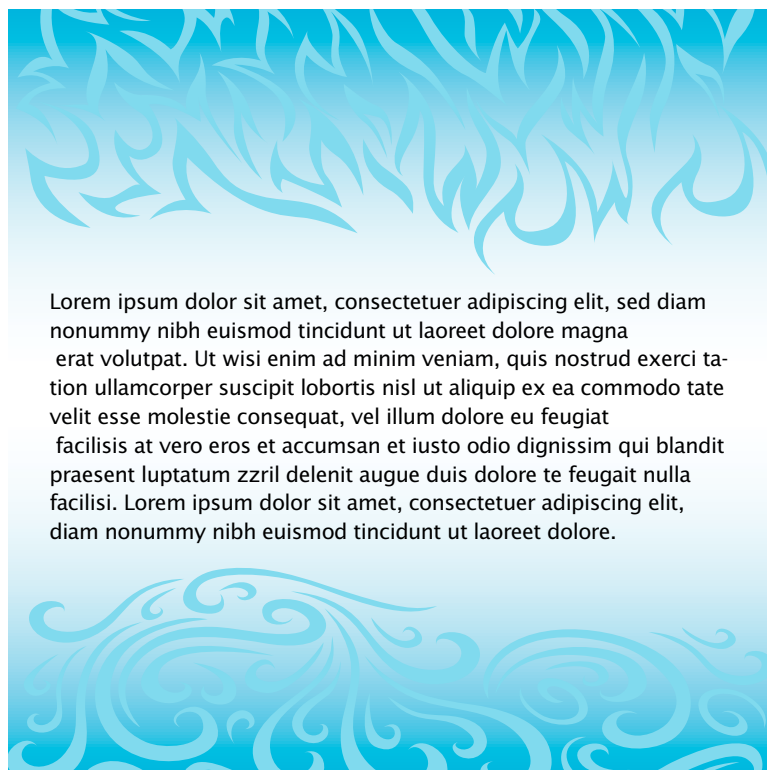 Lorem ipsum dolor sit amet, consectetuer adipiscing elit, sed diam
nonummy nibh euismod tincidunt ut laoreet dolore magna
erat volutpat. Ut wisi enim ad minim veniam, quis nostrud exerci ta-
tion ullamcorper suscipit lobortis nisl ut aliquip ex ea commodo tate
velit esse molestie consequat, vel illum dolore eu feugiat
facilisis at vero eros et accumsan et iusto odio dignissim qui blandit
praesent luptatum zzril delenit augue duis dolore te feugait nulla
facilisi. Lorem ipsum dolor sit amet, consectetuer adipiscing elit,
diam nonummy nibh euismod tincidunt ut laoreet dolore.